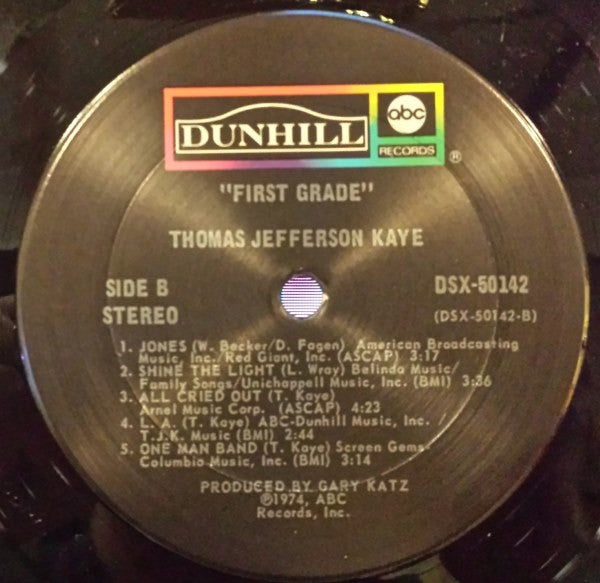 DUNHILL
abc
RECORDS
®
"FIRST GRADE"
THOMAS JEFFERSON KAYE
SIDE B
STEREO
DSX-50142
(DSX-50142-B)
1. JONES (W. Becker/D. Fagen) American Broadcasting
Music, Inc./Red Giant, Inc. (ASCAP) 3:17
2. SHINE THE LIGHT (L. Wray) Belinda Music/
Family Songs/Unichappell Music, Inc. (BMI) 3:36
3. ALL CRIED OUT (T. Kaye)
Arnel Music Corp. (ASCAP) 4:23
4. L. A. (T. Kaye) ABC-Dunhill Music, Inc. /
T.J.K. Music (BMI) 2:44
5. ONE MAN BAND (T. Kaye) Screen Gems-
Columbia Music, Inc. (BMI) 3:14
PRODUCED BY GARY KATZ
℗1974, ABC
Records, Inc.